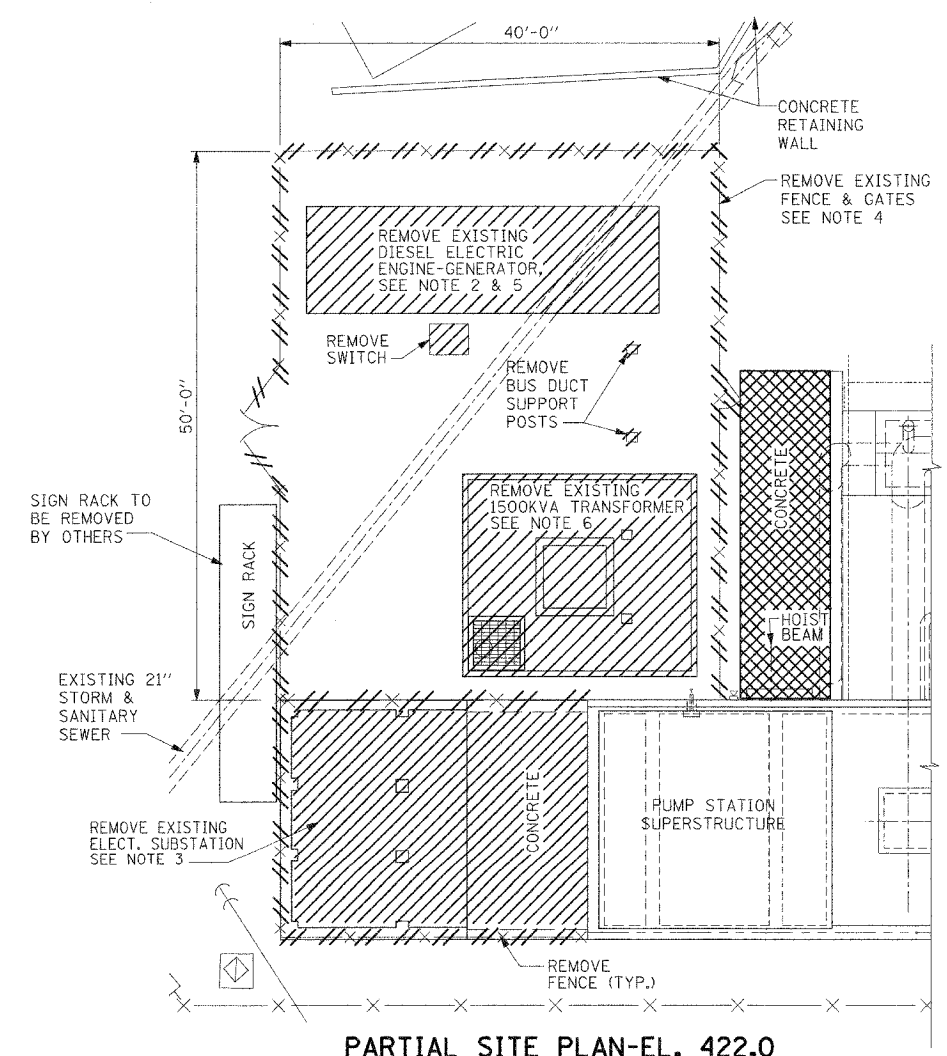 40'-0"
CONCRETE
RETAINING
WALL
REMOVE EXISTING
FENCE & GATES
SEE NOTE 4
REMOVE EXISTING
DIESEL ELECTRIC
ENGINE-GENERATOR,
SEE NOTE 2 & 5
REMOVE
SWITCH
REMOVE
BUS DUCT
SUPPORT
POSTS
50'-0"
CONCRETE
REMOVE EXISTING
1500KVA TRANSFORMER
SEE NOTE 6
SIGN RACK TO
BE REMOVED
BY OTHERS
SIGN RACK
HOIST
BEAM
EXISTING 21"
STORM &
SANITARY
SEWER
CONCRETE
PUMP STATION
SUPERSTRUCTURE
REMOVE EXISTING
ELECT. SUBSTATION
SEE NOTE 3
REMOVE
FENCE (TYP.)
PARTIAL SITE PLAN-EL. 422.0